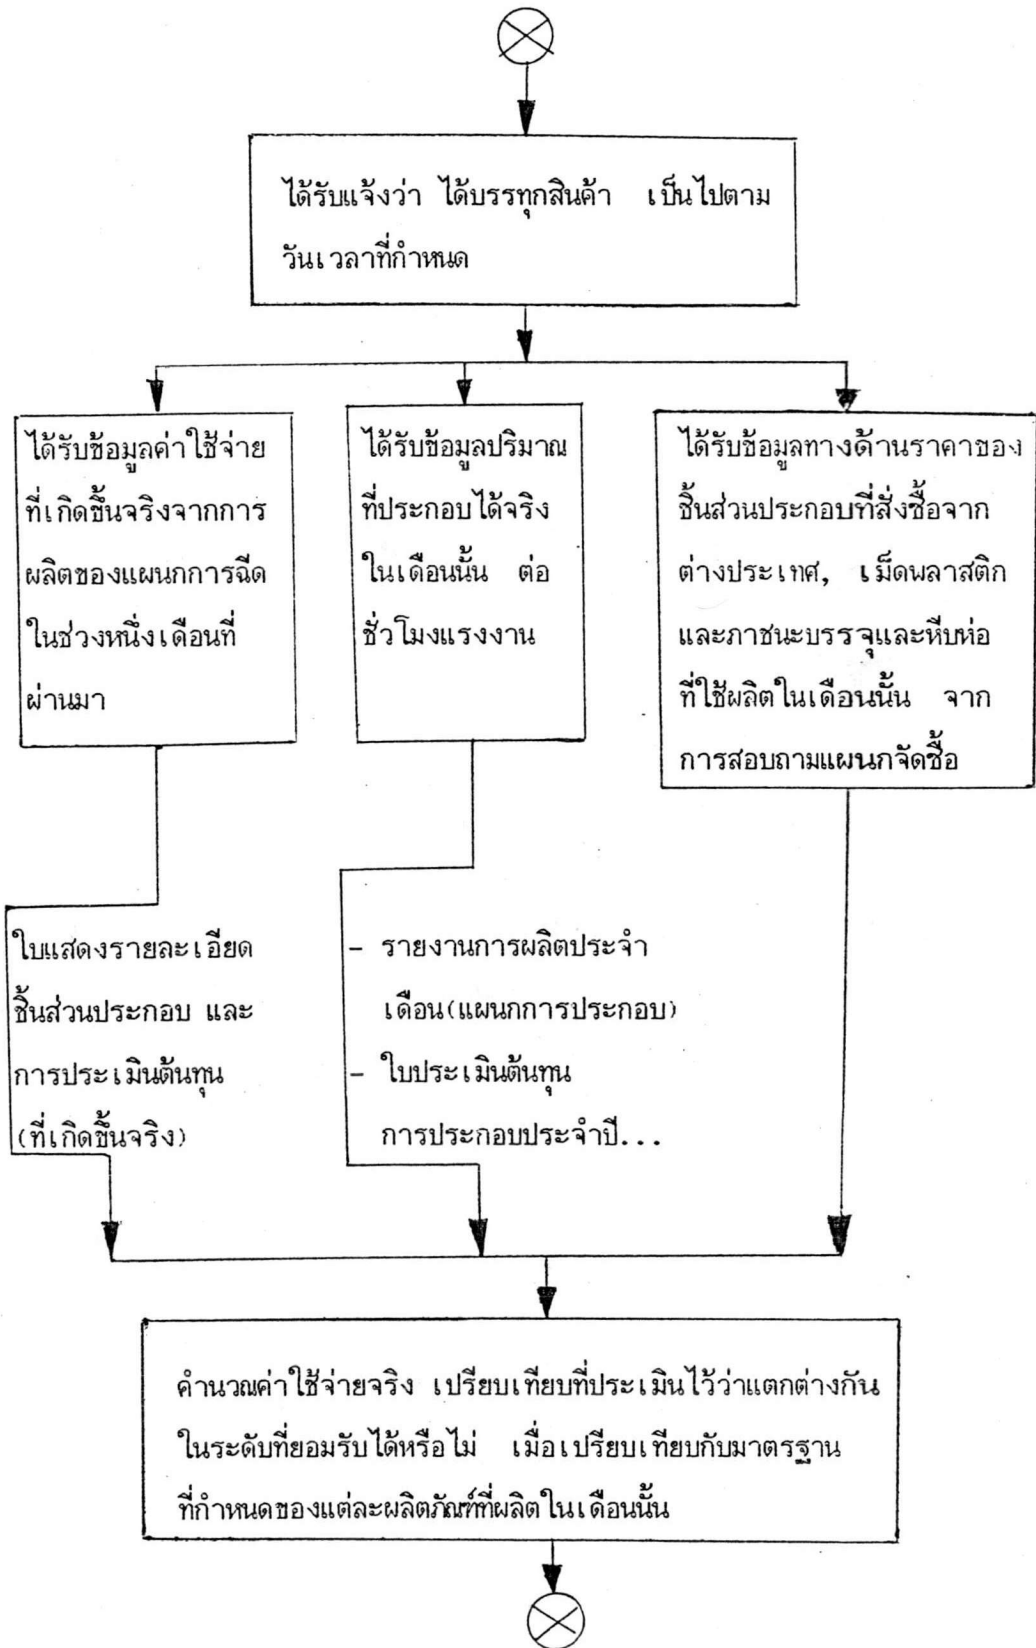 ได้รับแจ้งว่า ได้บรรทุกสินค้า เป็นไปตาม
วันเวลาที่กำหนด
ได้รับข้อมูลค่าใช้จ่าย
ที่เกิดขึ้นจริงจากการ
ผลิตของแผนกการฉีด
ในช่วงหนึ่งเดือนที่
ผ่านมา
ได้รับข้อมูลปริมาณ
ที่ประกอบได้จริง
ในเดือนนั้น ต่อ
ชั่วโมงแรงงาน
ได้รับข้อมูลทางด้านราคาของ
ชิ้นส่วนประกอบที่สั่งซื้อจาก
ต่างประเทศ, เม็ดพลาสติก
และภาชนะบรรจุและหีบห่อ
ที่ใช้ผลิตในเดือนนั้น จาก
การสอบถามแผนกจัดซื้อ
ใบแสดงรายละเอียด
ชิ้นส่วนประกอบ และ
การประเมินต้นทุน
(ที่เกิดขึ้นจริง)
- รายงานการผลิตประจำ
เดือน(แผนกการประกอบ)
- ใบประเมินต้นทุน
การประกอบประจำปี...
คำนวณค่าใช้จ่ายจริง เปรียบเทียบที่ประเมินไว้ว่าแตกต่างกัน
ในระดับที่ยอมรับได้หรือไม่ เมื่อเปรียบเทียบกับมาตรฐาน
ที่กำหนดของแต่ละผลิตภัณฑ์ที่ผลิตในเดือนนั้น